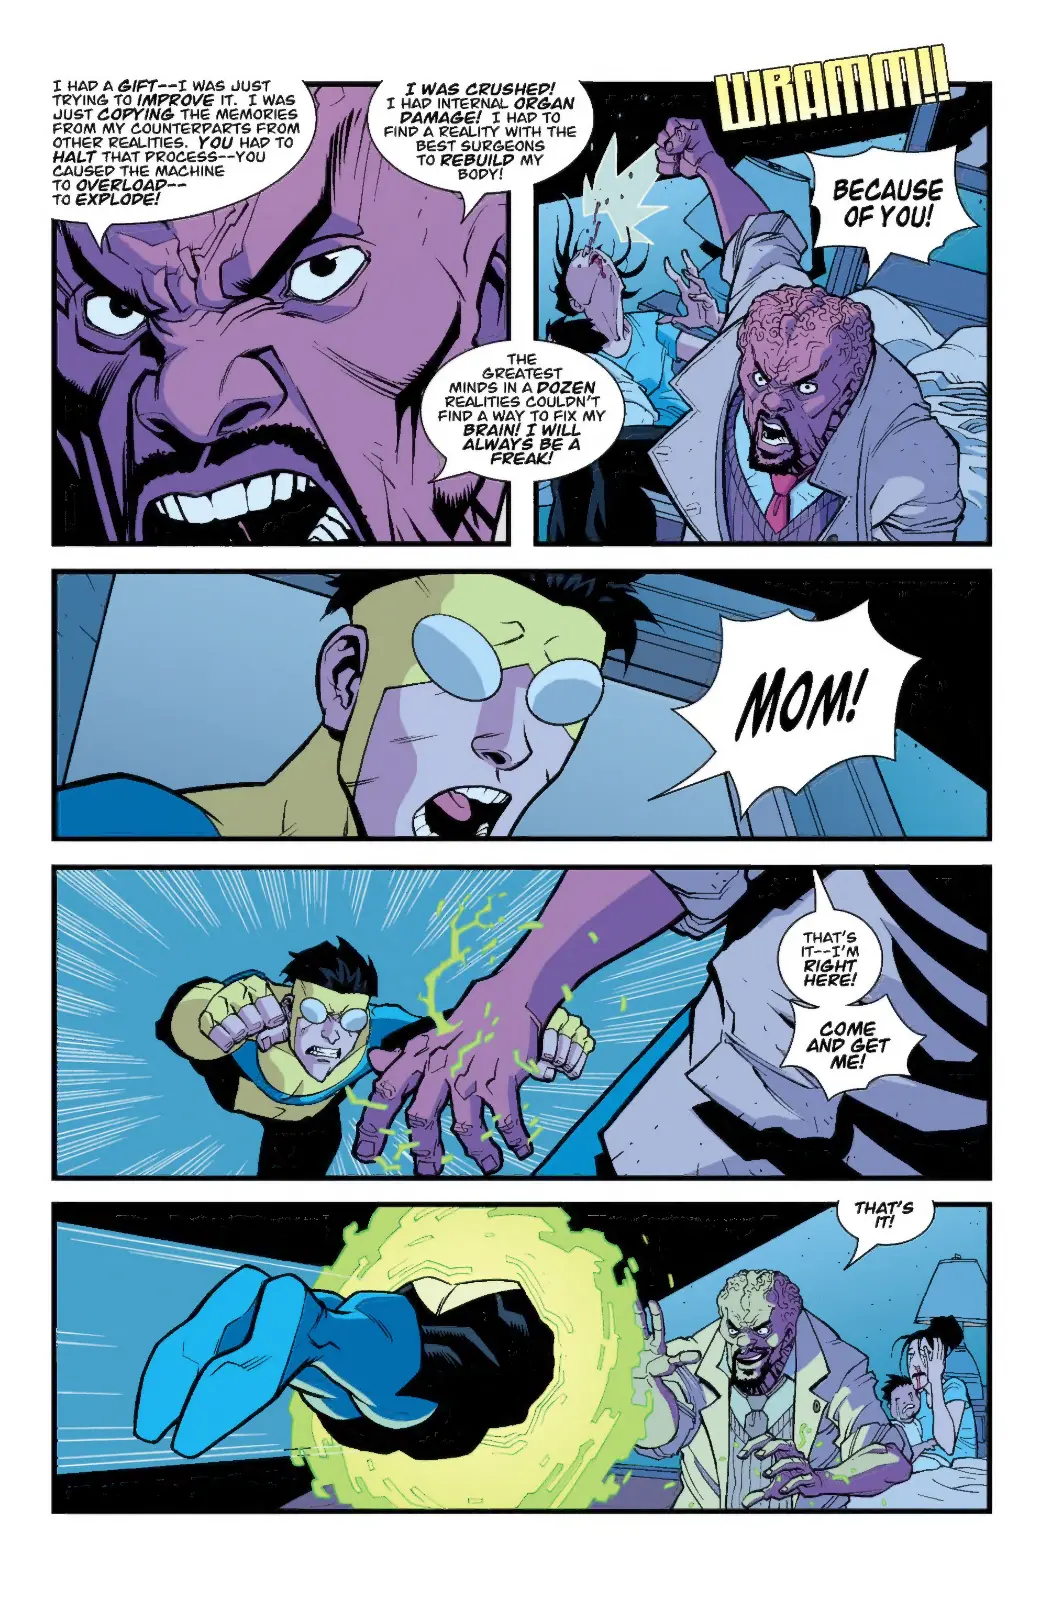 I HAD A GIFT--I WAS JUST
TRYING TO IMPROVE IT. I WAS
JUST COPYING THE MEMORIES
FROM MY COUNTERPARTS FROM
OTHER REALITIES. YOU HAD TO
HALT THAT PROCESS--YOU
CAUSED THE MACHINE
TO OVERLOAD--
TO EXPLODE!
I WAS CRUSHED!
I HAD INTERNAL ORGAN
DAMAGE! I HAD TO
FIND A REALITY WITH THE
BEST SURGEONS
TO REBUILD MY
BODY!
THE
GREATEST
MINDS IN A DOZEN
REALITIES COULDN'T
FIND A WAY TO FIX MY
BRAIN! I WILL
ALWAYS BE A
FREAK!
WRAMM!!
BECAUSE
OF YOU!
MOM!
THAT'S
IT--I'M
RIGHT
HERE!
COME
AND GET
ME!
THAT'S
IT!